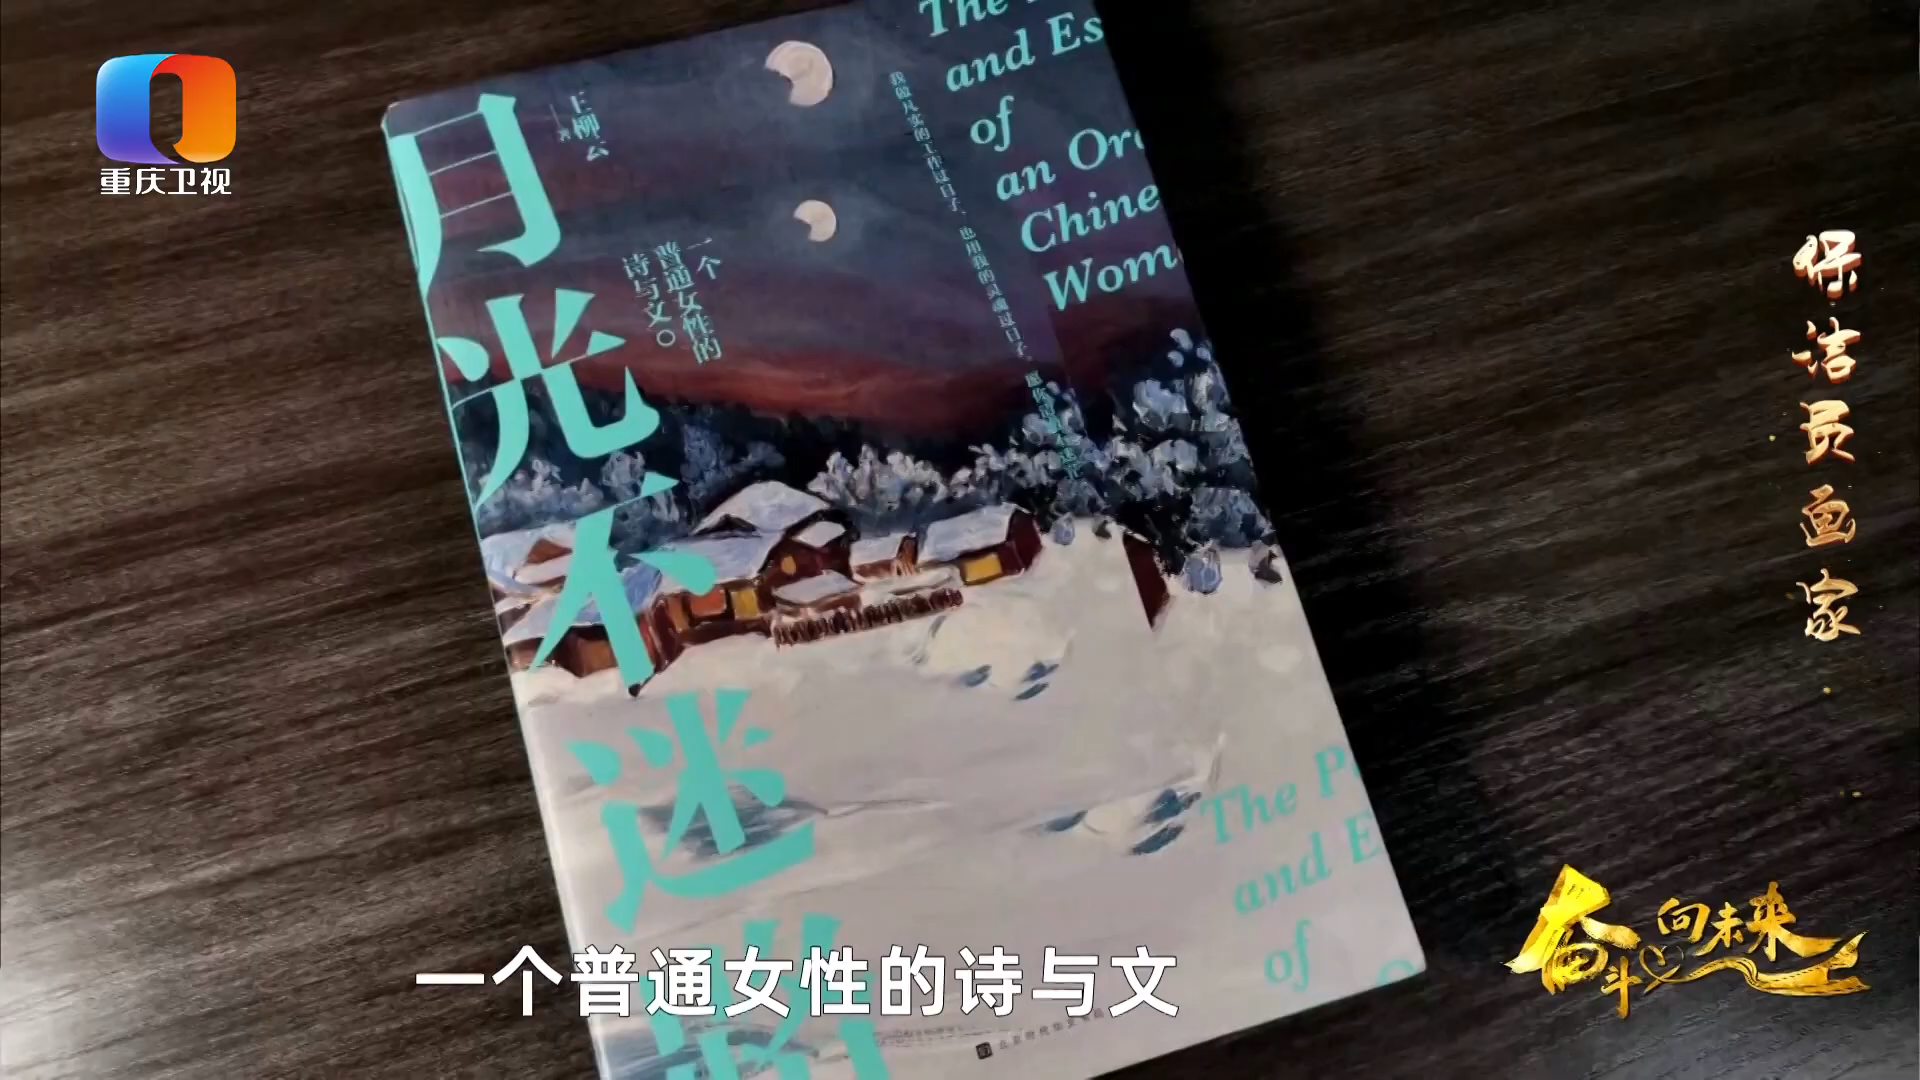 重庆卫视
月光不迷路
王柳云
著
一个
普通女性的
诗与文
我做凡实的工作过日子、也用我的灵魂过日子。
The
and Es
of
an Or
Chine
Wom
The P
and E
of
保洁员画家
奋斗向未来
一个普通女性的诗与文